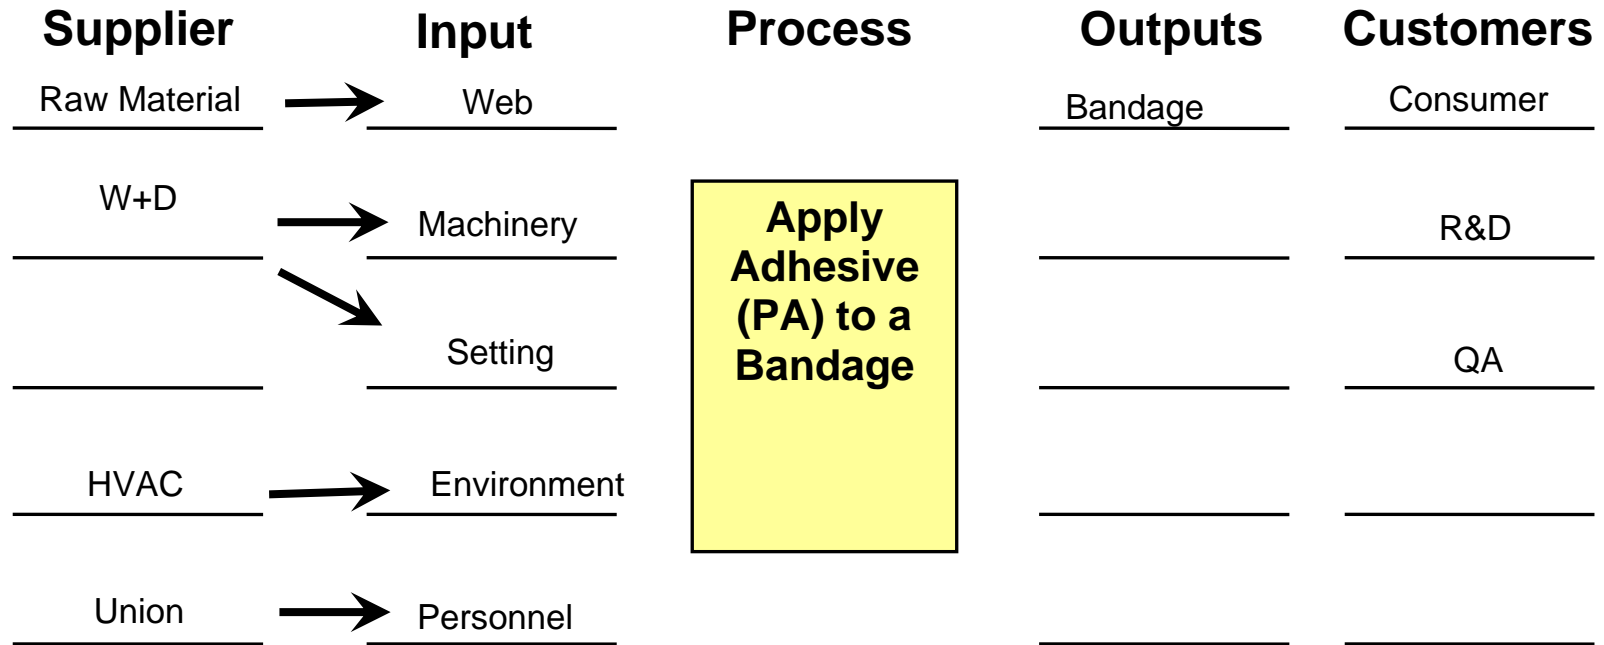 Supplier
Input
Process
Outputs
Customers
Raw Material
Web
Bandage
Consumer
W+D
Machinery
R&D
Setting
QA
Apply
Adhesive
(PA) to a
Bandage
HVAC
Environment
Union
Personnel